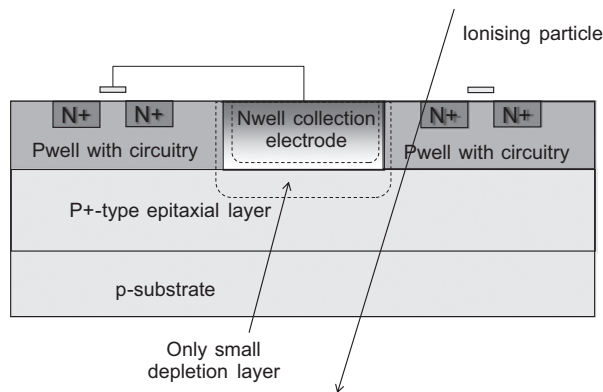 Ionising particle
N+
N+
Nwell collection
electrode
N+
N+
Pwell with circuitry
Pwell with circuitry
P+-type epitaxial layer
p-substrate
Only small
depletion layer